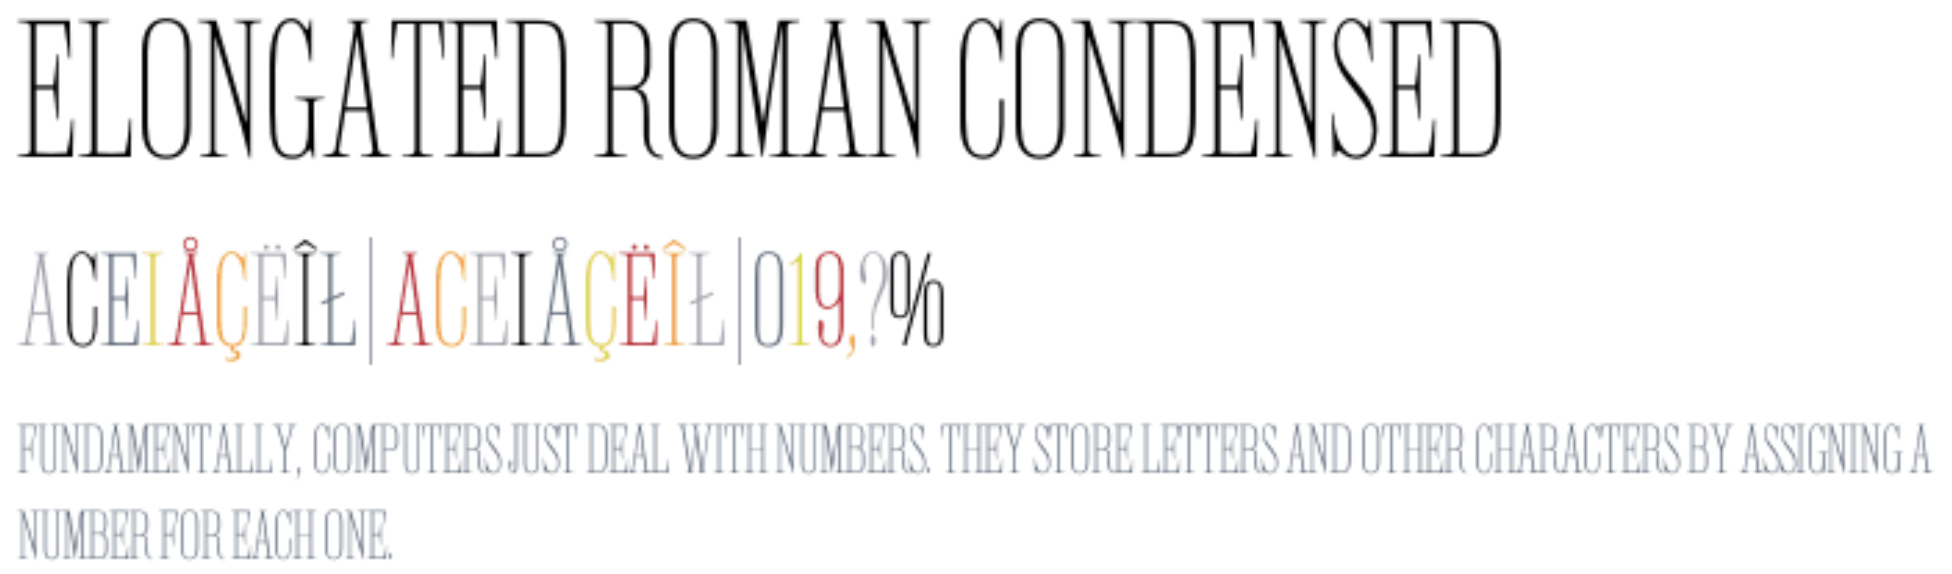 ELONGATED ROMAN CONDENSED
ACEIÅÇËÎŁ|ACEIÅÇËÎŁ|019,?%
FUNDAMENTALLY, COMPUTERS JUST DEAL WITH NUMBERS. THEY STORE LETTERS AND OTHER CHARACTERS BY ASSIGNING A
NUMBER FOR EACH ONE.